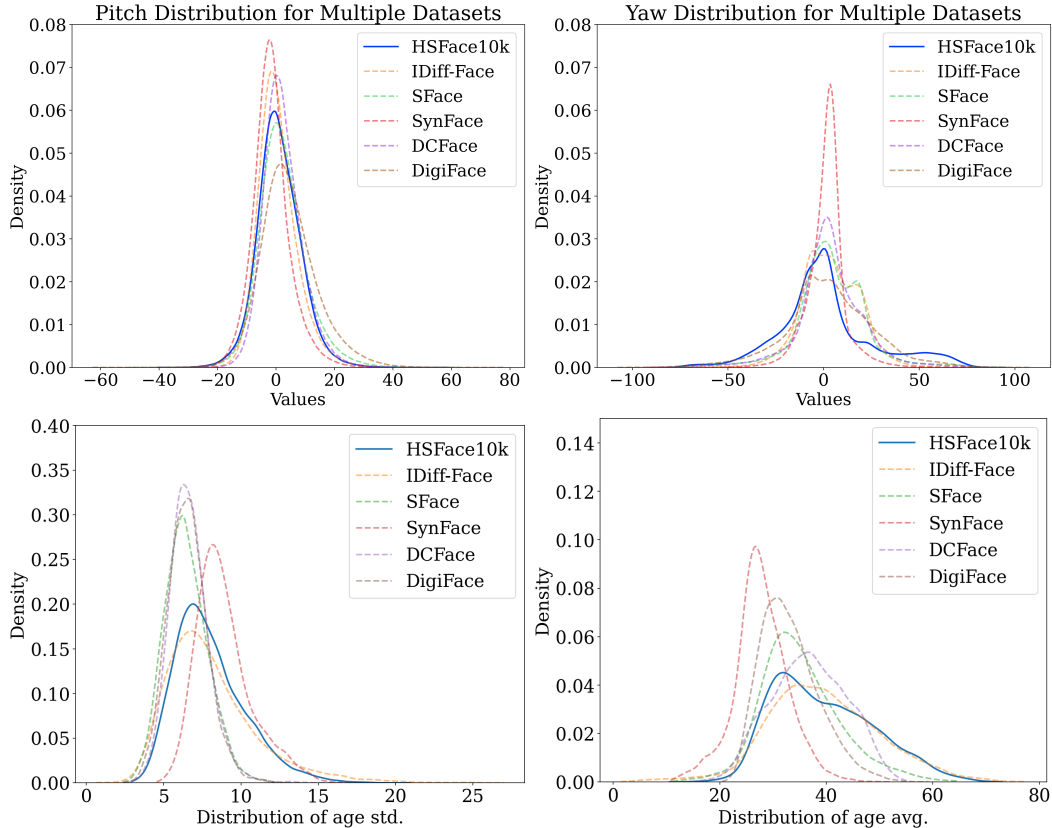 Pitch Distribution for Multiple Datasets
0.08
0.07
0.06
0.05
0.04
0.03
0.02
0.01
0.00
Density
−60 −40 −20 0 20 40 60 80
Values
HSFace10k
IDiff-Face
SFace
SynFace
DCFace
DigiFace
Yaw Distribution for Multiple Datasets
0.08
0.07
0.06
0.05
0.04
0.03
0.02
0.01
0.00
Density
−100 −50 0 50 100
Values
HSFace10k
IDiff-Face
SFace
SynFace
DCFace
DigiFace
0.40
0.35
0.30
0.25
0.20
0.15
0.10
0.05
0.00
Density
0 5 10 15 20 25
Distribution of age std.
HSFace10k
IDiff-Face
SFace
SynFace
DCFace
DigiFace
0.14
0.12
0.10
0.08
0.06
0.04
0.02
0.00
Density
0 20 40 60 80
Distribution of age avg.
HSFace10k
IDiff-Face
SFace
SynFace
DCFace
DigiFace